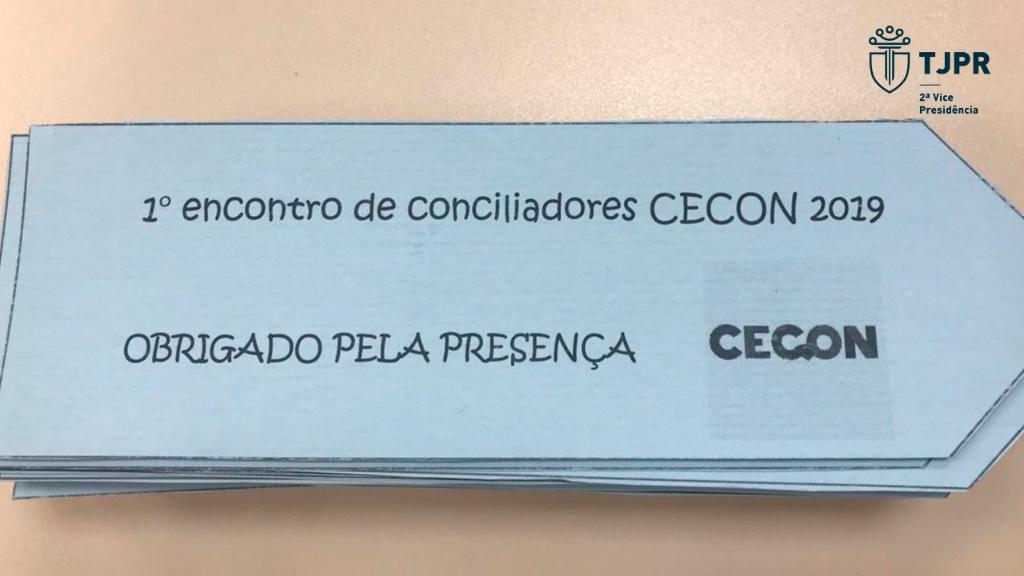 TJPR
2ª Vice
Presidência
1º encontro de conciliadores CECON 2019
OBRIGADO PELA PRESENÇA
CECON